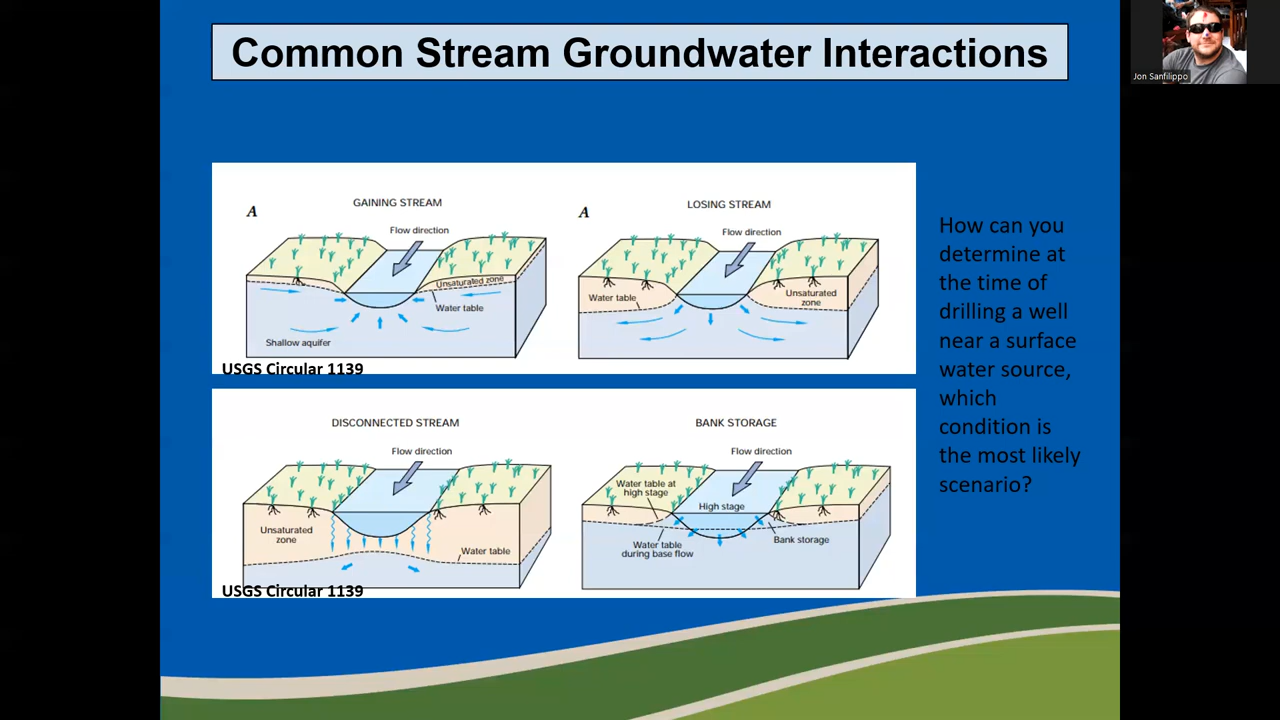 Common Stream Groundwater Interactions
Jon Sanfilippo
A
GAINING STREAM
Flow direction
Unsaturated zone
Water table
Shallow aquifer
USGS Circular 1139
A
LOSING STREAM
Flow direction
Water table
Unsaturated
zone
DISCONNECTED STREAM
Flow direction
Unsaturated
zone
Water table
USGS Circular 1139
BANK STORAGE
Flow direction
Water table at
high stage
High stage
Water table
during base flow
Bank storage
How can you
determine at
the time of
drilling a well
near a surface
water source,
which
condition is
the most likely
scenario?